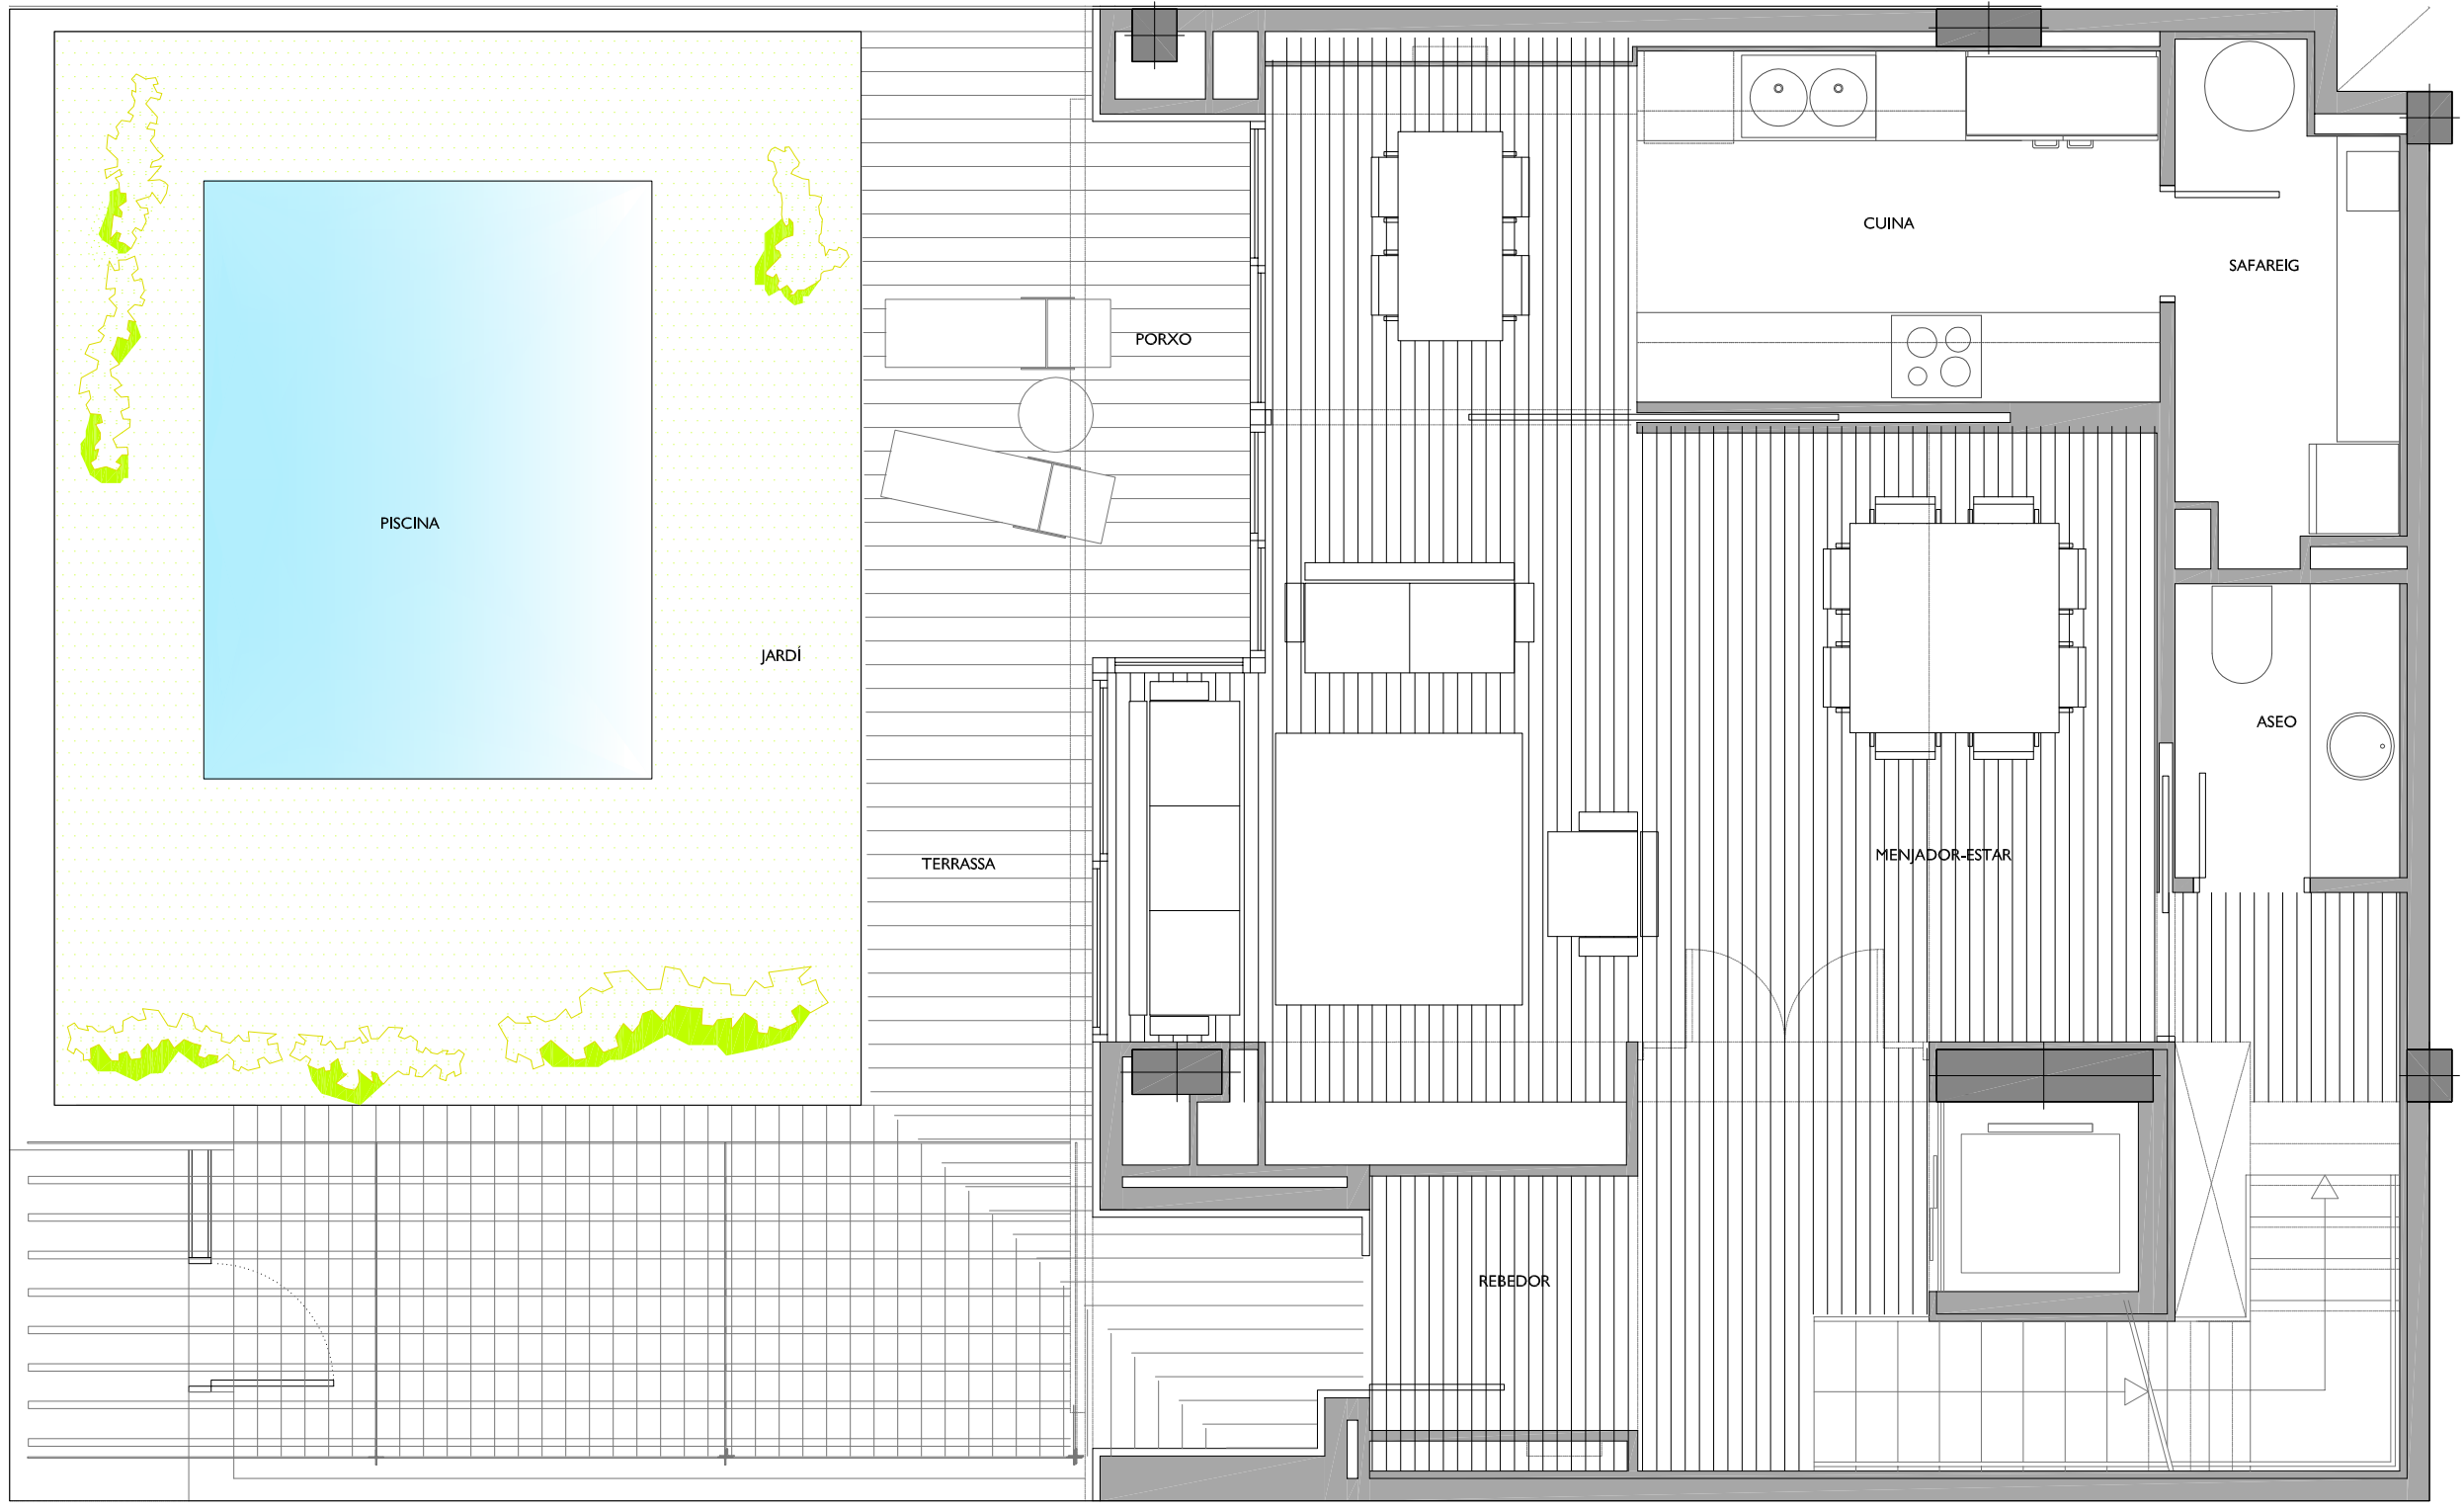 CUINA
SAFAREIG
PORXO
PISCINA
JARDÍ
ASEO
TERRASSA
MENJADOR-ESTAR
REBEDOR